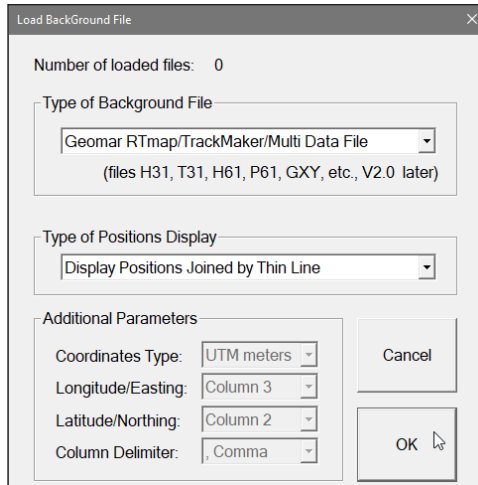 Load BackGround File
Number of loaded files: 0
Type of Background File
Geomar RTmap/TrackMaker/Multi Data File
(files H31, T31, H61, P61, GXY, etc., V2.0 later)
Type of Positions Display
Display Positions Joined by Thin Line
Additional Parameters
Coordinates Type: UTM meters
Longitude/Easting: Column 3
Latitude/Northing: Column 2
Column Delimiter: , Comma
Cancel
OK